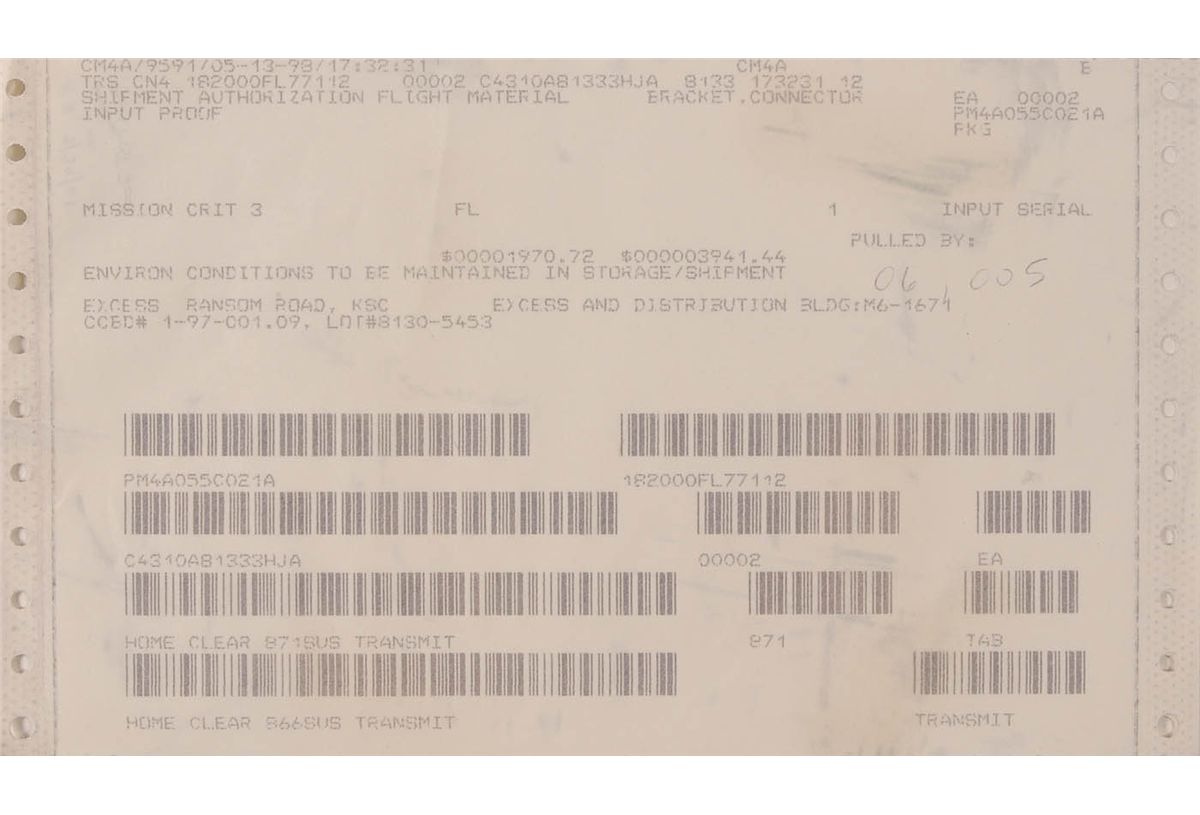 CM4A/9591/05-13-98/17:32:31 CM4A E
TRS CN4 182000FL77112 00002 C4310A81333HJA 8133 173231 12
SHIPMENT AUTHORIZATION FLIGHT MATERIAL BRACKET,CONNECTOR EA 00002
INPUT PROOF PM4A055C021A
PKG
MISSION CRIT 3 FL 1 INPUT SERIAL
PULLED BY:
$00001970.72 $000003941.44
ENVIRON CONDITIONS TO BE MAINTAINED IN STORAGE/SHIPMENT
06,005
EXCESS RANSOM ROAD, KSC EXCESS AND DISTRIBUTION BLDG:M6-1671
CCBD# 1-97-001.09, LOT#8130-5453
PM4A055C021A 182000FL77112
C4310A81333HJA 00002 EA
HOME CLEAR 871SUS TRANSMIT 871 TAB
HOME CLEAR 866SUS TRANSMIT TRANSMIT